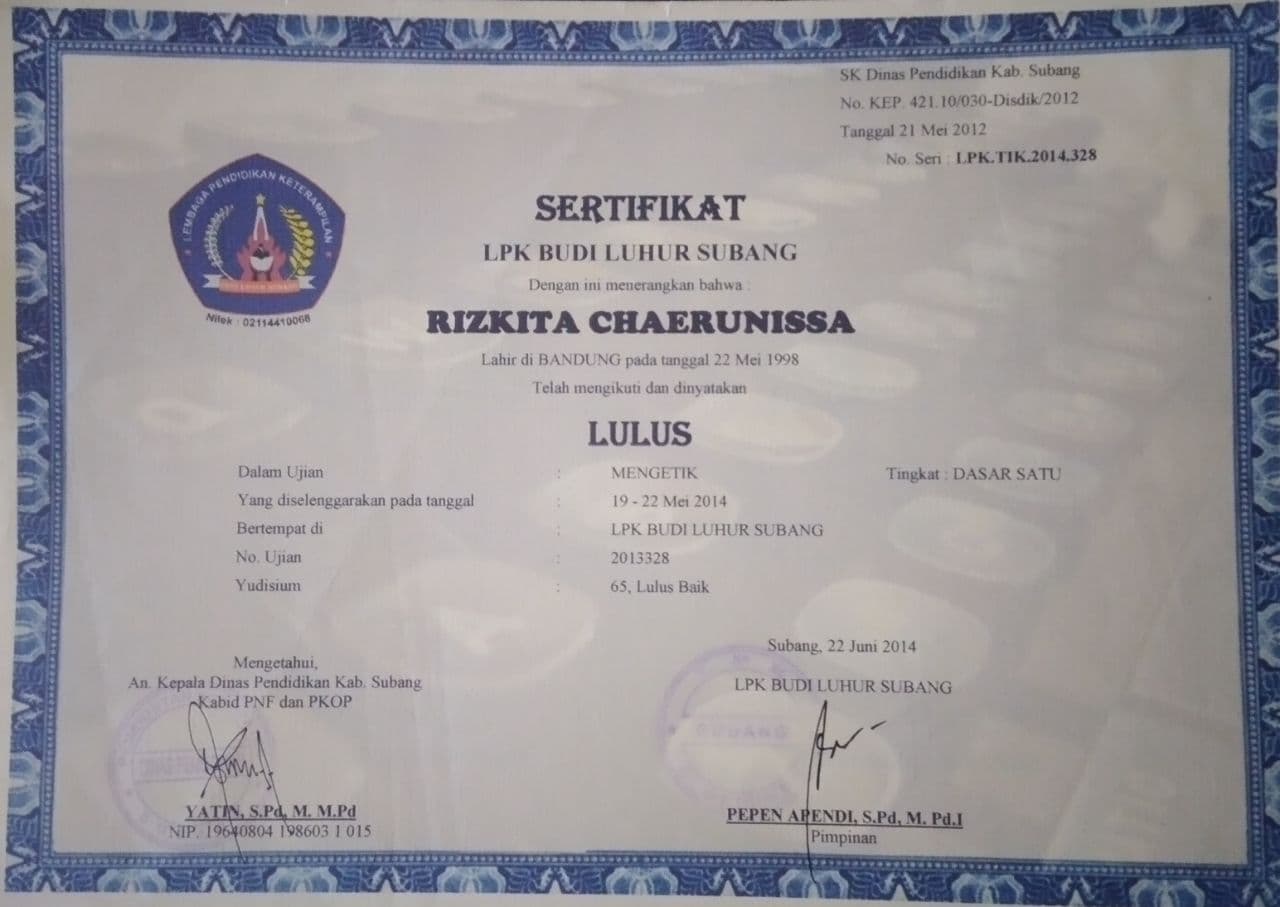 SK Dinas Pendidikan Kab. Subang
No. KEP. 421.10/030-Disdik/2012
Tanggal 21 Mei 2012
No. Seri : LPK.TIK.2014.328
LEMBAGA PENDIDIKAN KETERAMPILAN
BUDI LUHUR SUBANG
Nilek : 02114410068
SERTIFIKAT
LPK BUDI LUHUR SUBANG
Dengan ini menerangkan bahwa :
RIZKITA CHAERUNISSA
Lahir di BANDUNG pada tanggal 22 Mei 1998
Telah mengikuti dan dinyatakan
LULUS
Dalam Ujian : MENGETIK Tingkat : DASAR SATU
Yang diselenggarakan pada tanggal : 19 - 22 Mei 2014
Bertempat di : LPK BUDI LUHUR SUBANG
No. Ujian : 2013328
Yudisium : 65, Lulus Baik
Mengetahui,
An. Kepala Dinas Pendidikan Kab. Subang
Kabid PNF dan PKOP
YATIN, S.Pd, M. M.Pd
NIP. 19640804 198603 1 015
Subang, 22 Juni 2014
LPK BUDI LUHUR SUBANG
SUBANG
PEPEN APENDI, S.Pd, M. Pd.I
Pimpinan